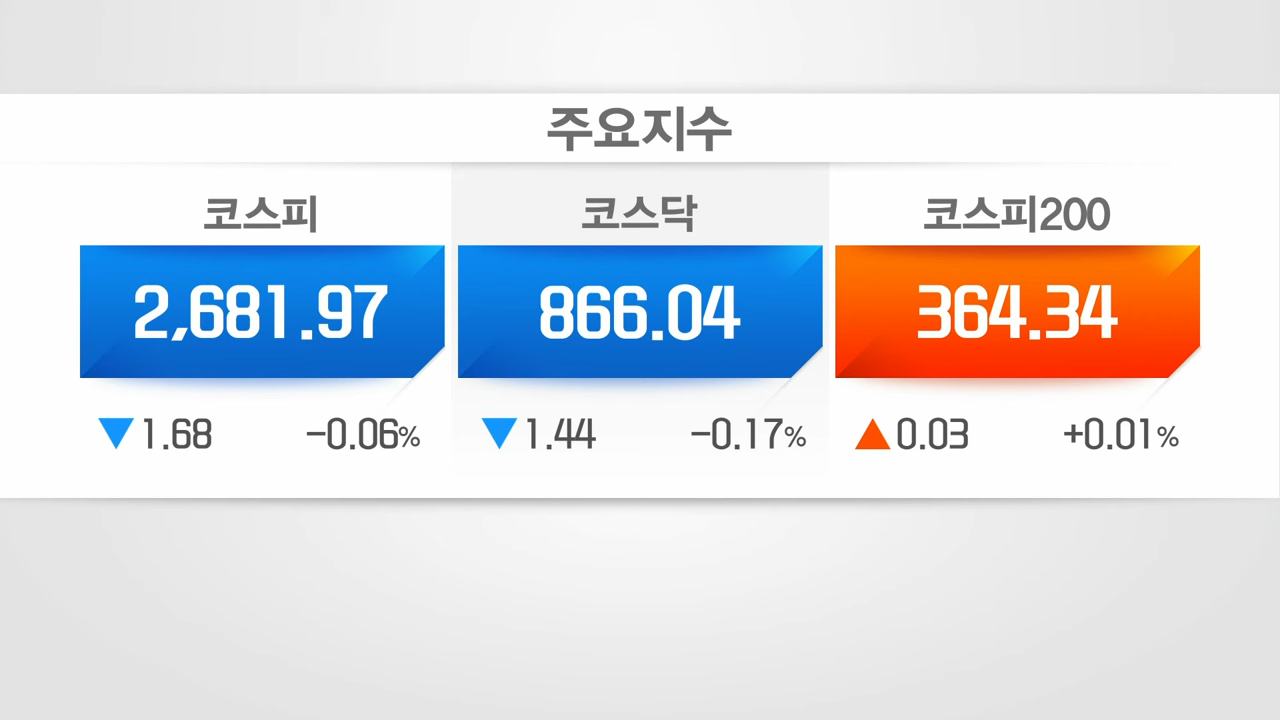 주요지수
코스피 코스닥 코스피200
2,681.97 866.04 364.34
▼1.68 -0.06% ▼1.44 -0.17% ▲0.03 +0.01%